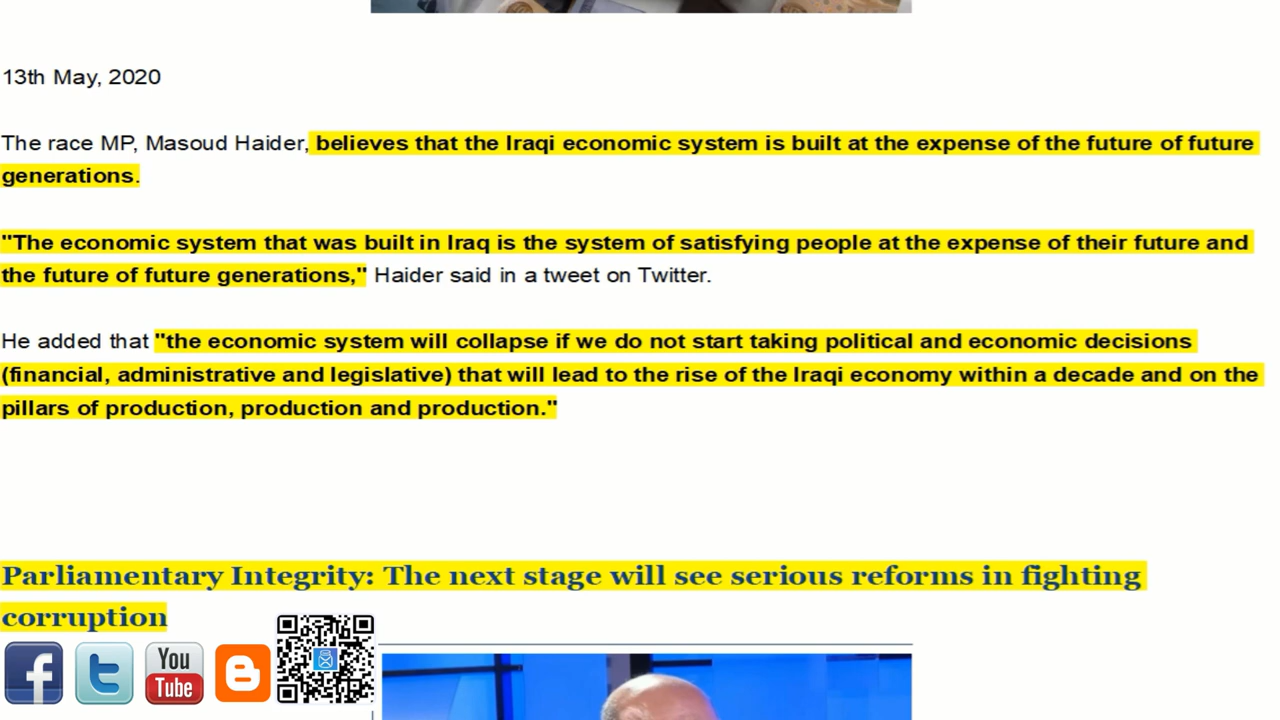 13th May, 2020
The race MP, Masoud Haider, believes that the Iraqi economic system is built at the expense of the future of future
generations.
"The economic system that was built in Iraq is the system of satisfying people at the expense of their future and
the future of future generations," Haider said in a tweet on Twitter.
He added that "the economic system will collapse if we do not start taking political and economic decisions
(financial, administrative and legislative) that will lead to the rise of the Iraqi economy within a decade and on the
pillars of production, production and production."
Parliamentary Integrity: The next stage will see serious reforms in fighting
corruption
You
Tube